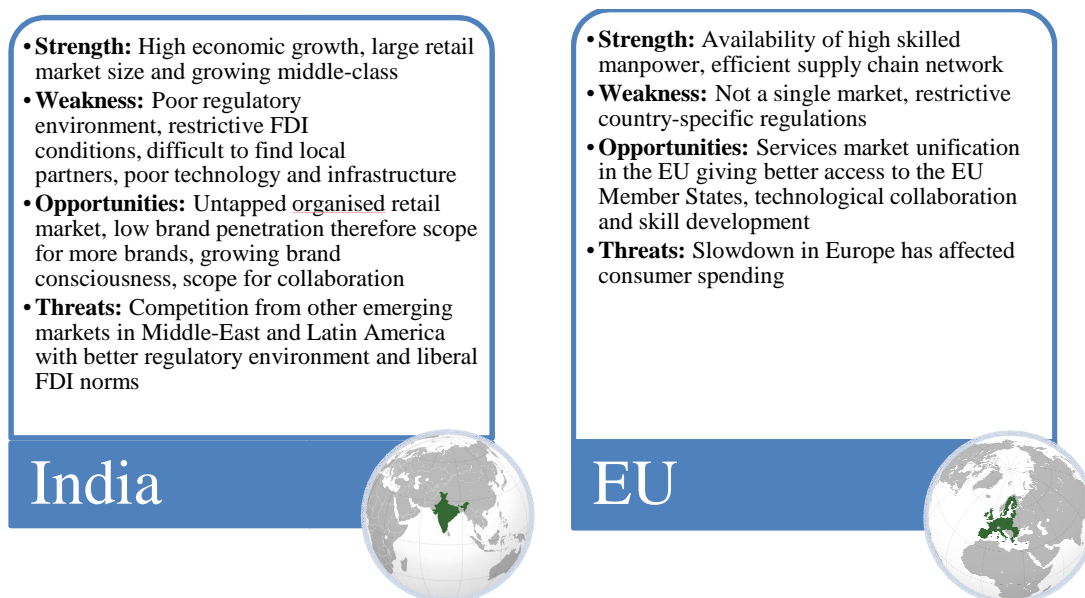 • Strength: High economic growth, large retail
market size and growing middle-class
• Weakness: Poor regulatory
environment, restrictive FDI
conditions, difficult to find local
partners, poor technology and infrastructure
• Opportunities: Untapped organised retail
market, low brand penetration therefore scope
for more brands, growing brand
consciousness, scope for collaboration
• Threats: Competition from other emerging
markets in Middle-East and Latin America
with better regulatory environment and liberal
FDI norms
India
• Strength: Availability of high skilled
manpower, efficient supply chain network
• Weakness: Not a single market, restrictive
country-specific regulations
• Opportunities: Services market unification
in the EU giving better access to the EU
Member States, technological collaboration
and skill development
• Threats: Slowdown in Europe has affected
consumer spending
EU